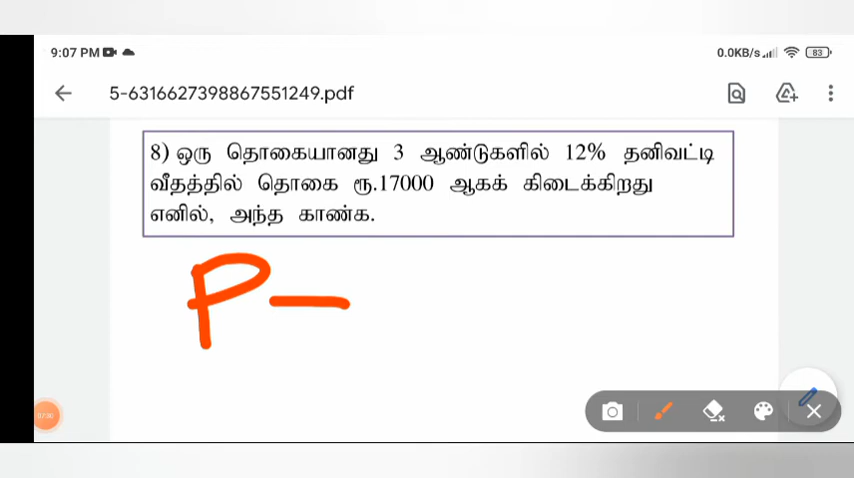 9:07 PM
0.0KB/s 83
5-6316627398867551249.pdf
8) ஒரு தொகையானது 3 ஆண்டுகளில் 12% தனிவட்டி
வீதத்தில் தொகை ரூ.17000 ஆகக் கிடைக்கிறது
எனில், அந்த காண்க.
P —